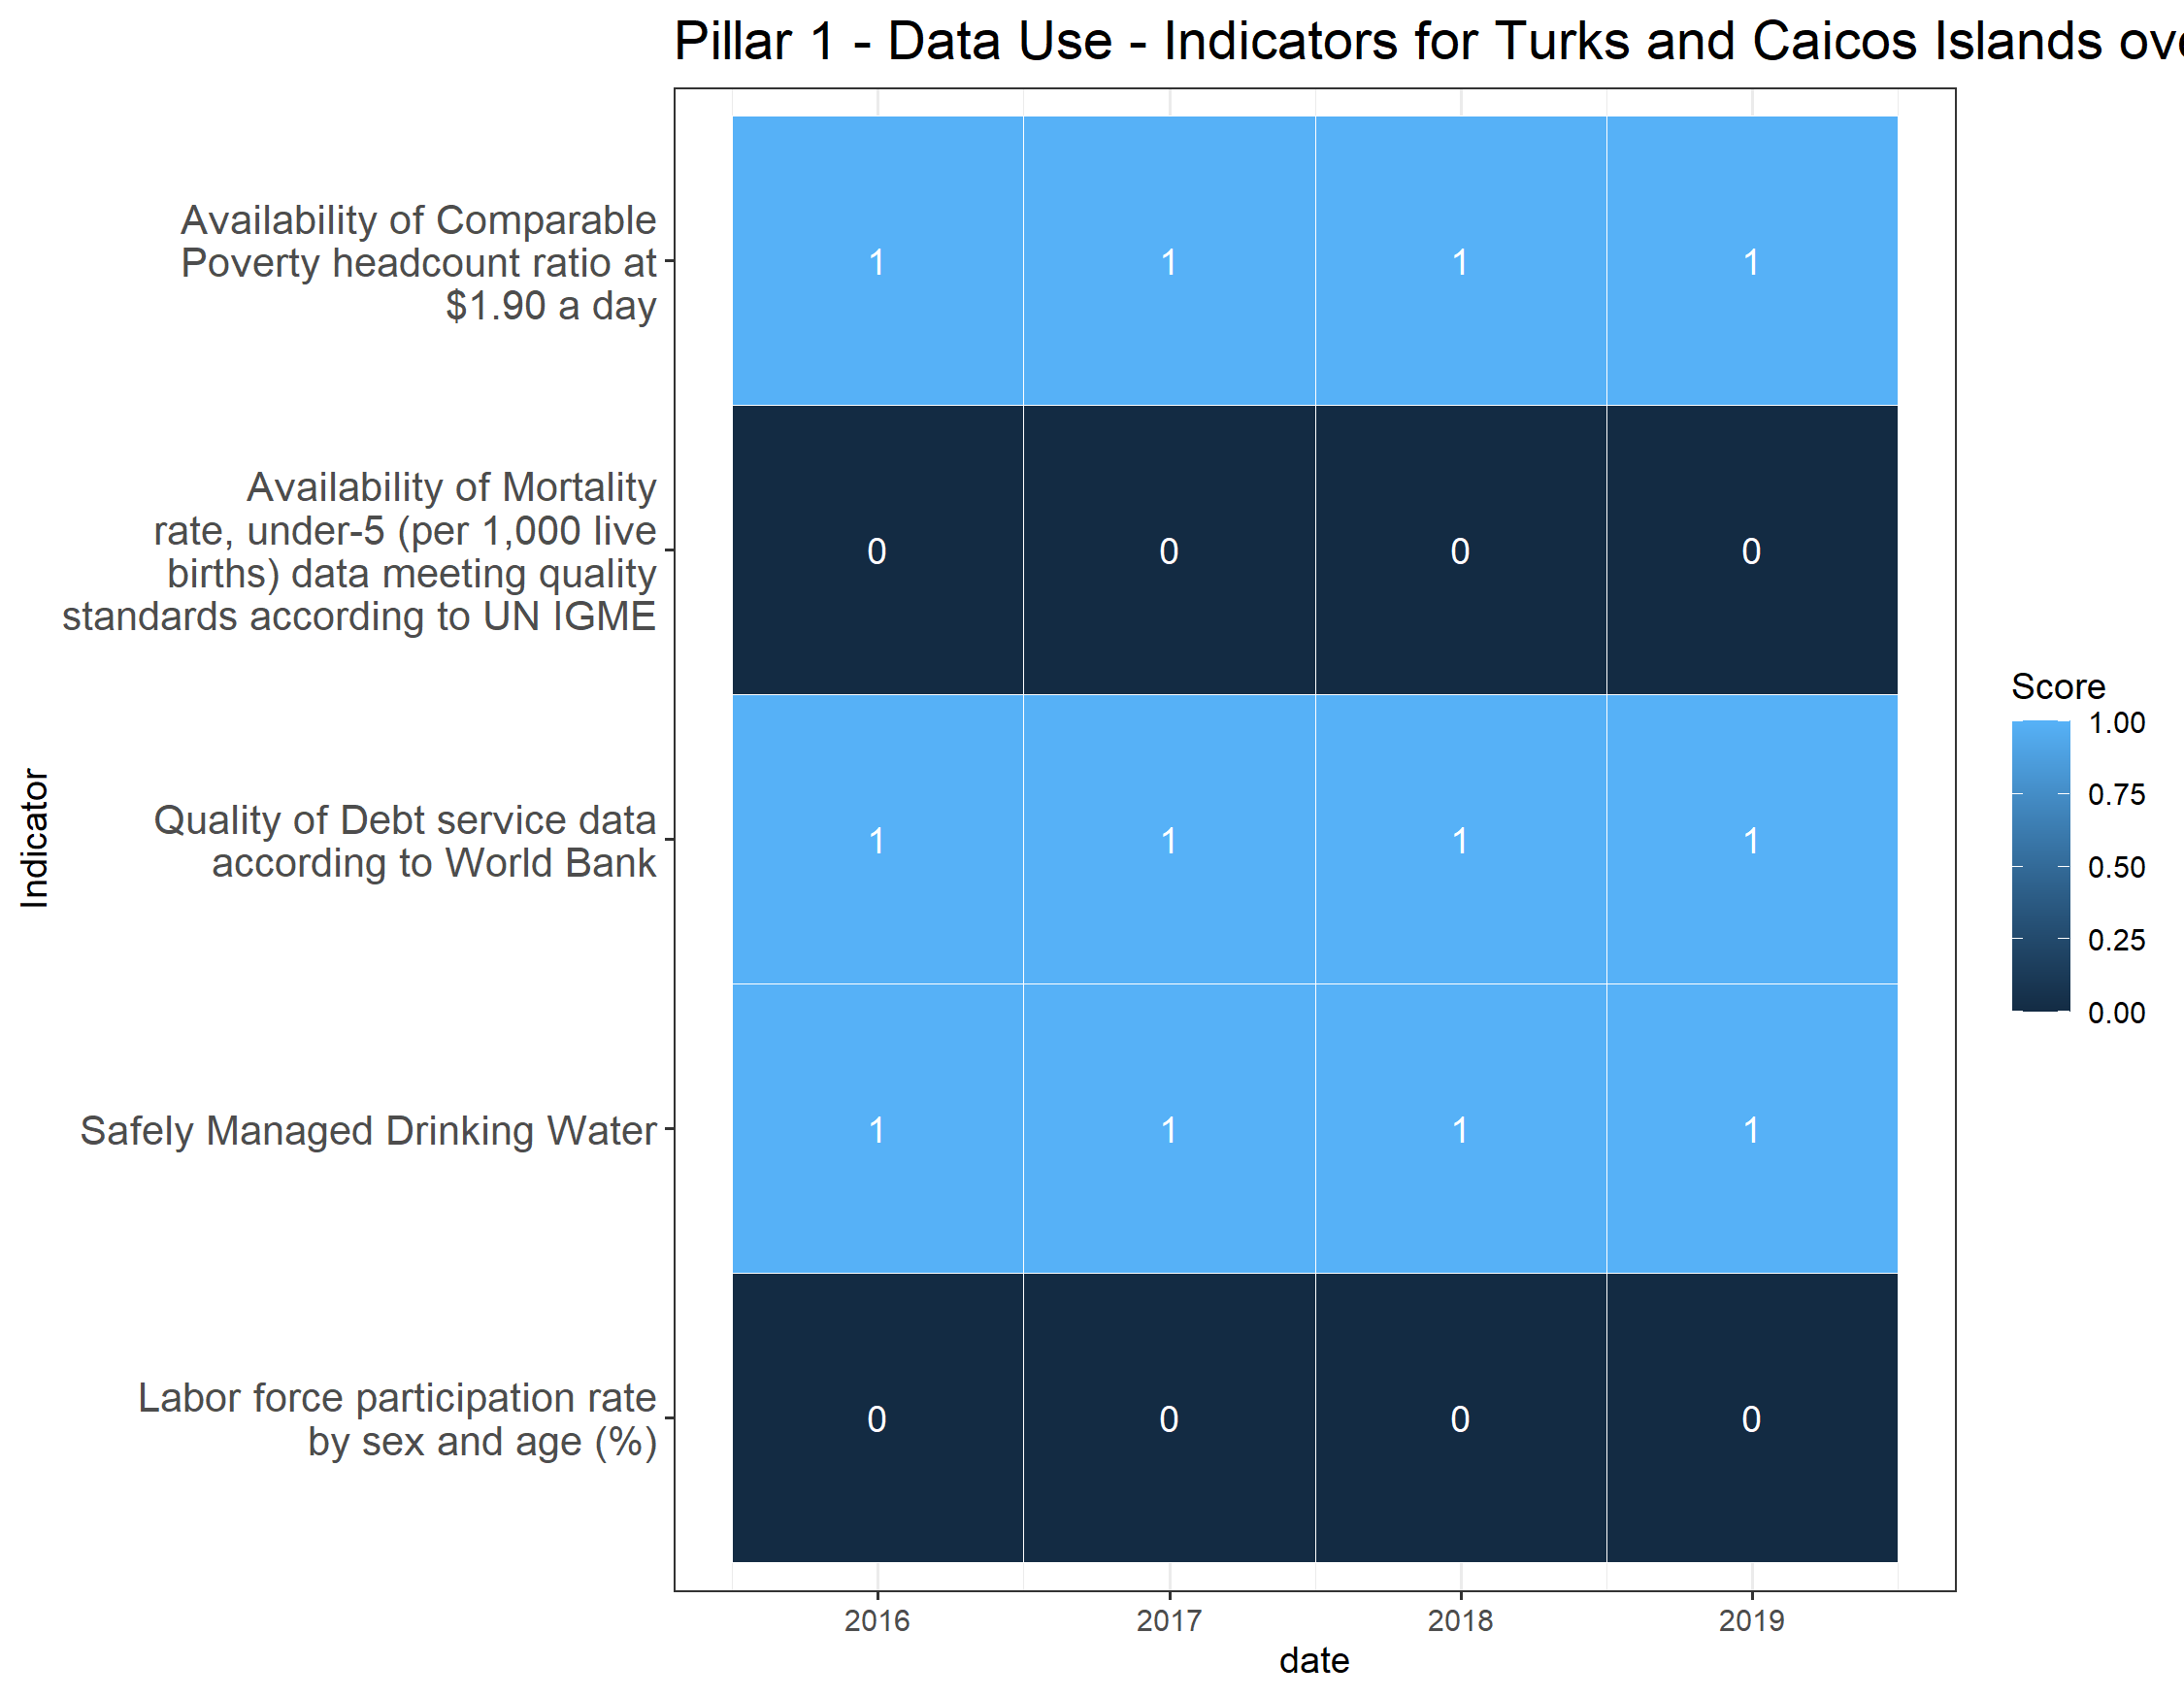 Pillar 1 - Data Use - Indicators for Turks and Caicos Islands ov
Availability of Comparable
Poverty headcount ratio at
$1.90 a day
1 1 1 1
Availability of Mortality
rate, under-5 (per 1,000 live
births) data meeting quality
standards according to UN IGME
0 0 0 0
Quality of Debt service data
according to World Bank
1 1 1 1
Safely Managed Drinking Water
1 1 1 1
Labor force participation rate
by sex and age (%)
0 0 0 0
Indicator
2016 2017 2018 2019
date
Score
1.00
0.75
0.50
0.25
0.00